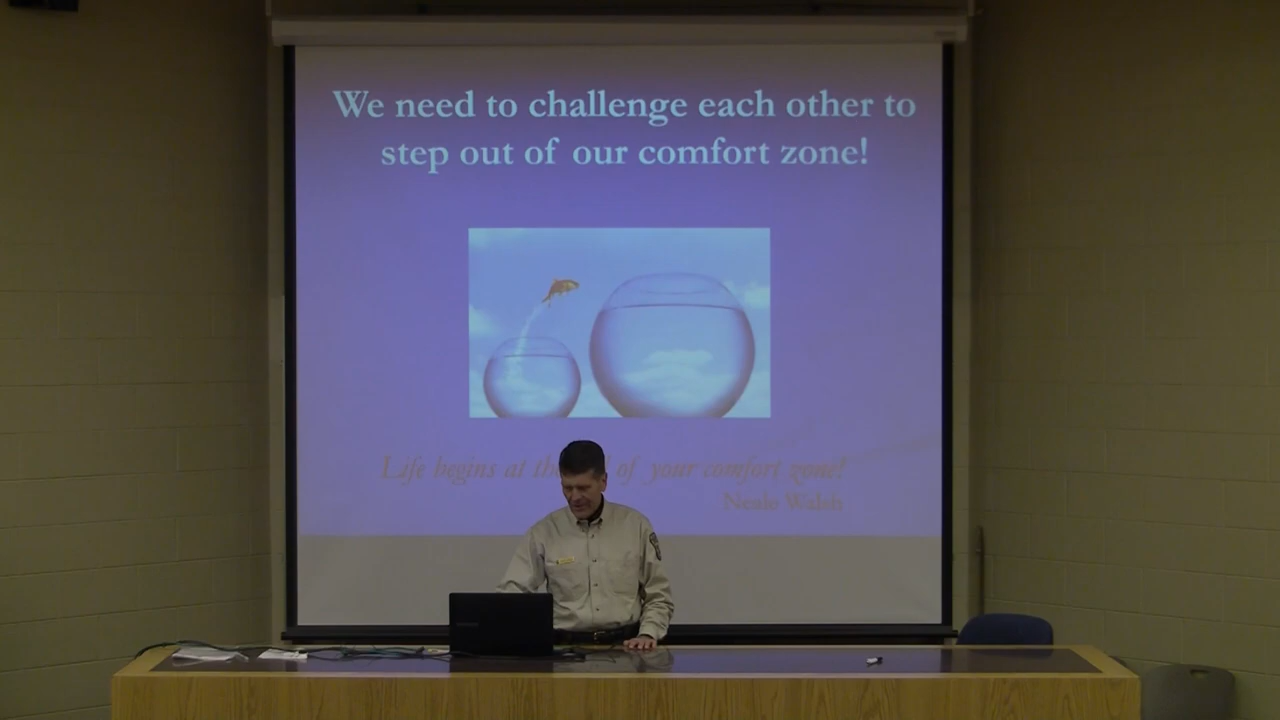 We need to challenge each other to
step out of our comfort zone!
Life begins at the of your comfort zone!
Neale Walsh